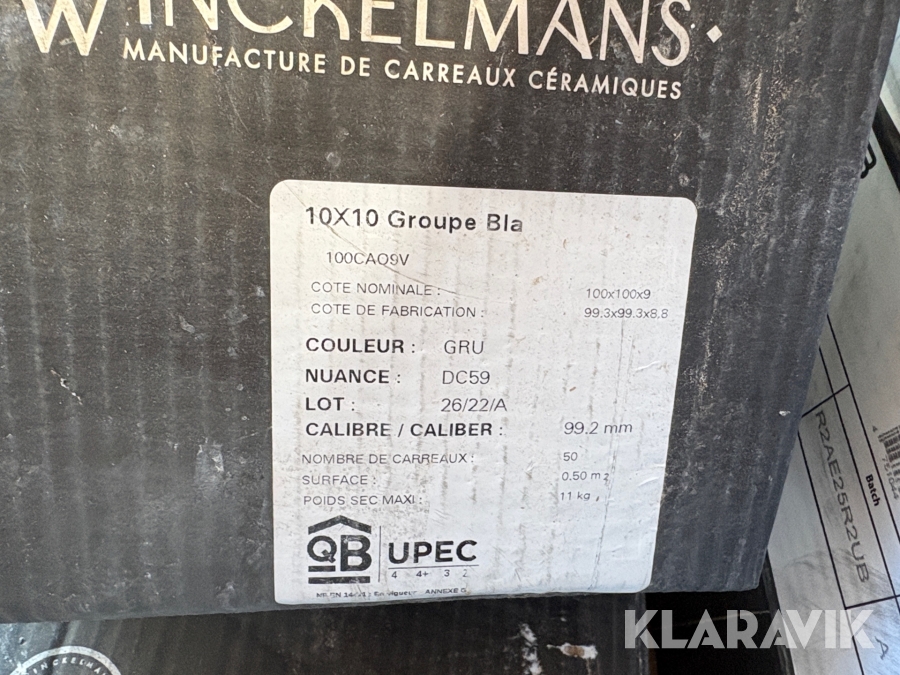 WINCKELMANS.
MANUFACTURE DE CARREAUX CÉRAMIQUES
10X10 Groupe Bla
100CAO9V
COTE NOMINALE : 100x100x9
COTE DE FABRICATION : 99.3x99.3x8.8
COULEUR : GRU
NUANCE : DC59
LOT : 26/22/A
CALIBRE / CALIBER : 99.2 mm
NOMBRE DE CARREAUX : 50
SURFACE : 0.50 m2
POIDS SEC MAXI : 11 kg
QB UPEC
4 4+ 3 2
ANNEXE G
Batch
R2AE25R2UB
A
KLARAVIK